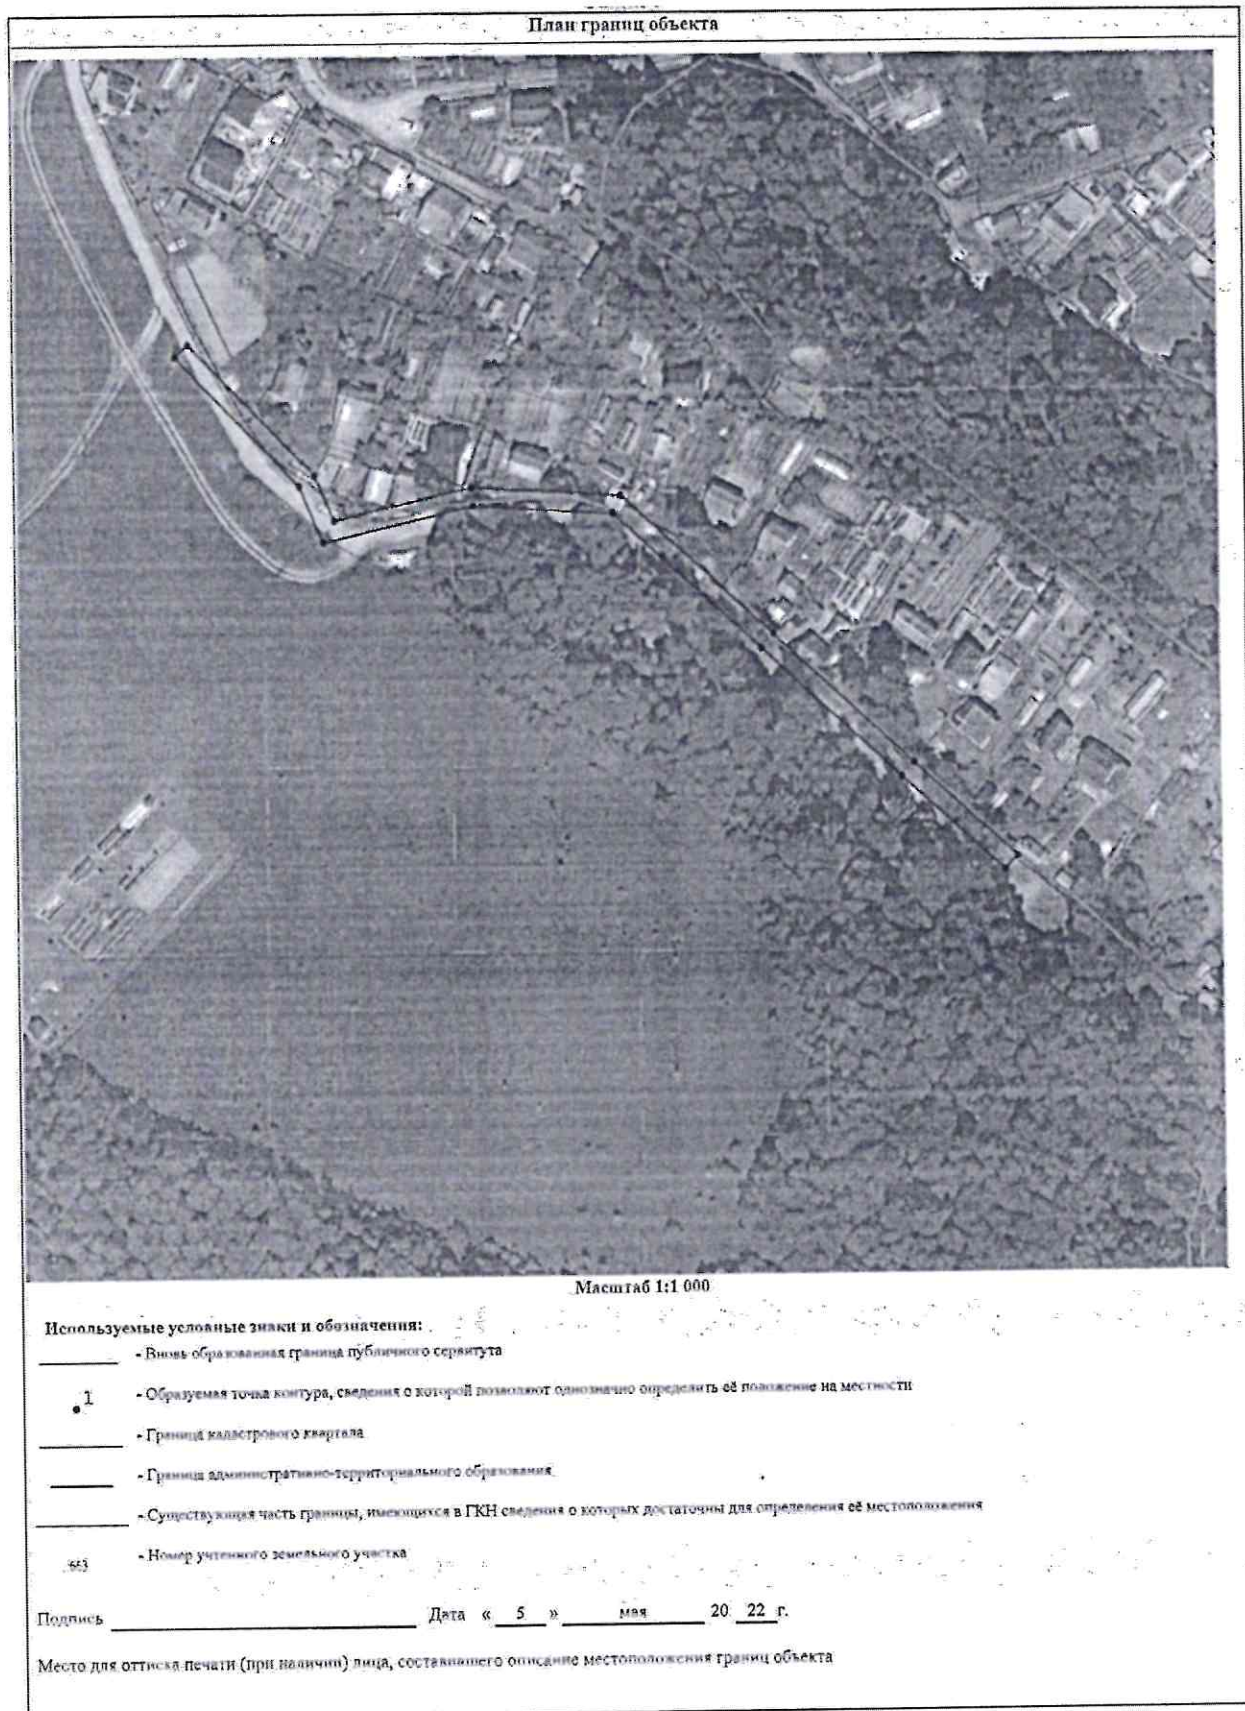 План границ объекта
Масштаб 1:1 000
Используемые условные знаки и обозначения:
- Вновь образованная граница публичного сервитута
1 - Образуемая точка контура, сведения о которой позволяют однозначно определить её положение на местности
- Граница кадастрового квартала
- Граница административно-территориального образования
- Существующая часть границы, имеющихся в ГКН сведения о которых достаточны для определения её местоположения
:663 - Номер учтенного земельного участка
Подпись Дата « 5 » мая 20 22 г.
Место для оттиска печати (при наличии) лица, составившего описание местоположения границ объекта